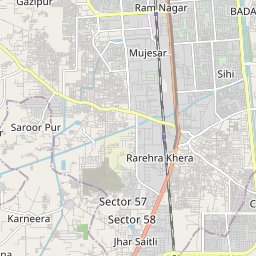 Gazipur
Ram Nagar
BADA
Mujesar
Sihi
Saroor Pur
Rarehra Khera
Sector 57
Karneera
Sector 58
C
Jhar Saitli